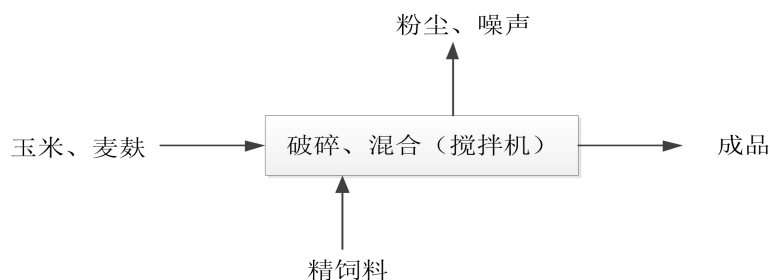 粉尘、噪声
玉米、麦麸
破碎、混合（搅拌机）
成品
精饲料